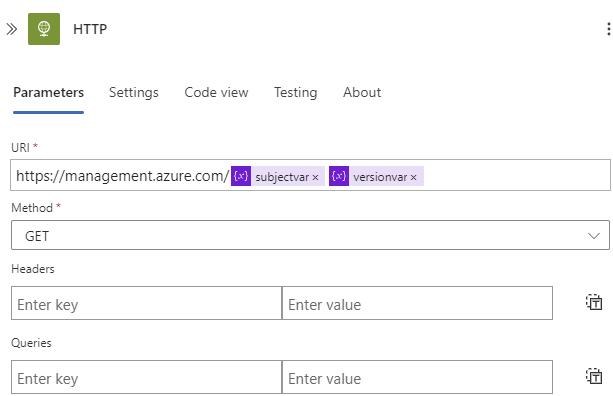 HTTP
Parameters Settings Code view Testing About
URI *
https://management.azure.com/ {x} subjectvar × {x} versionvar ×
Method *
GET
Headers
Enter key Enter value
Queries
Enter key Enter value